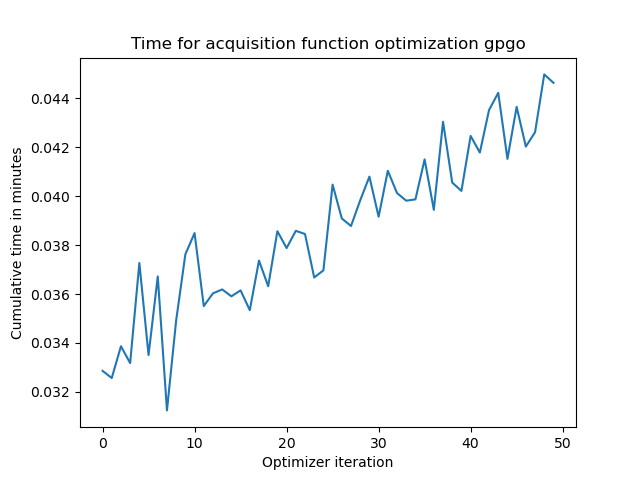 Time for acquisition function optimization gpgo
Cumulative time in minutes
0.044
0.042
0.040
0.038
0.036
0.034
0.032
0 10 20 30 40 50
Optimizer iteration